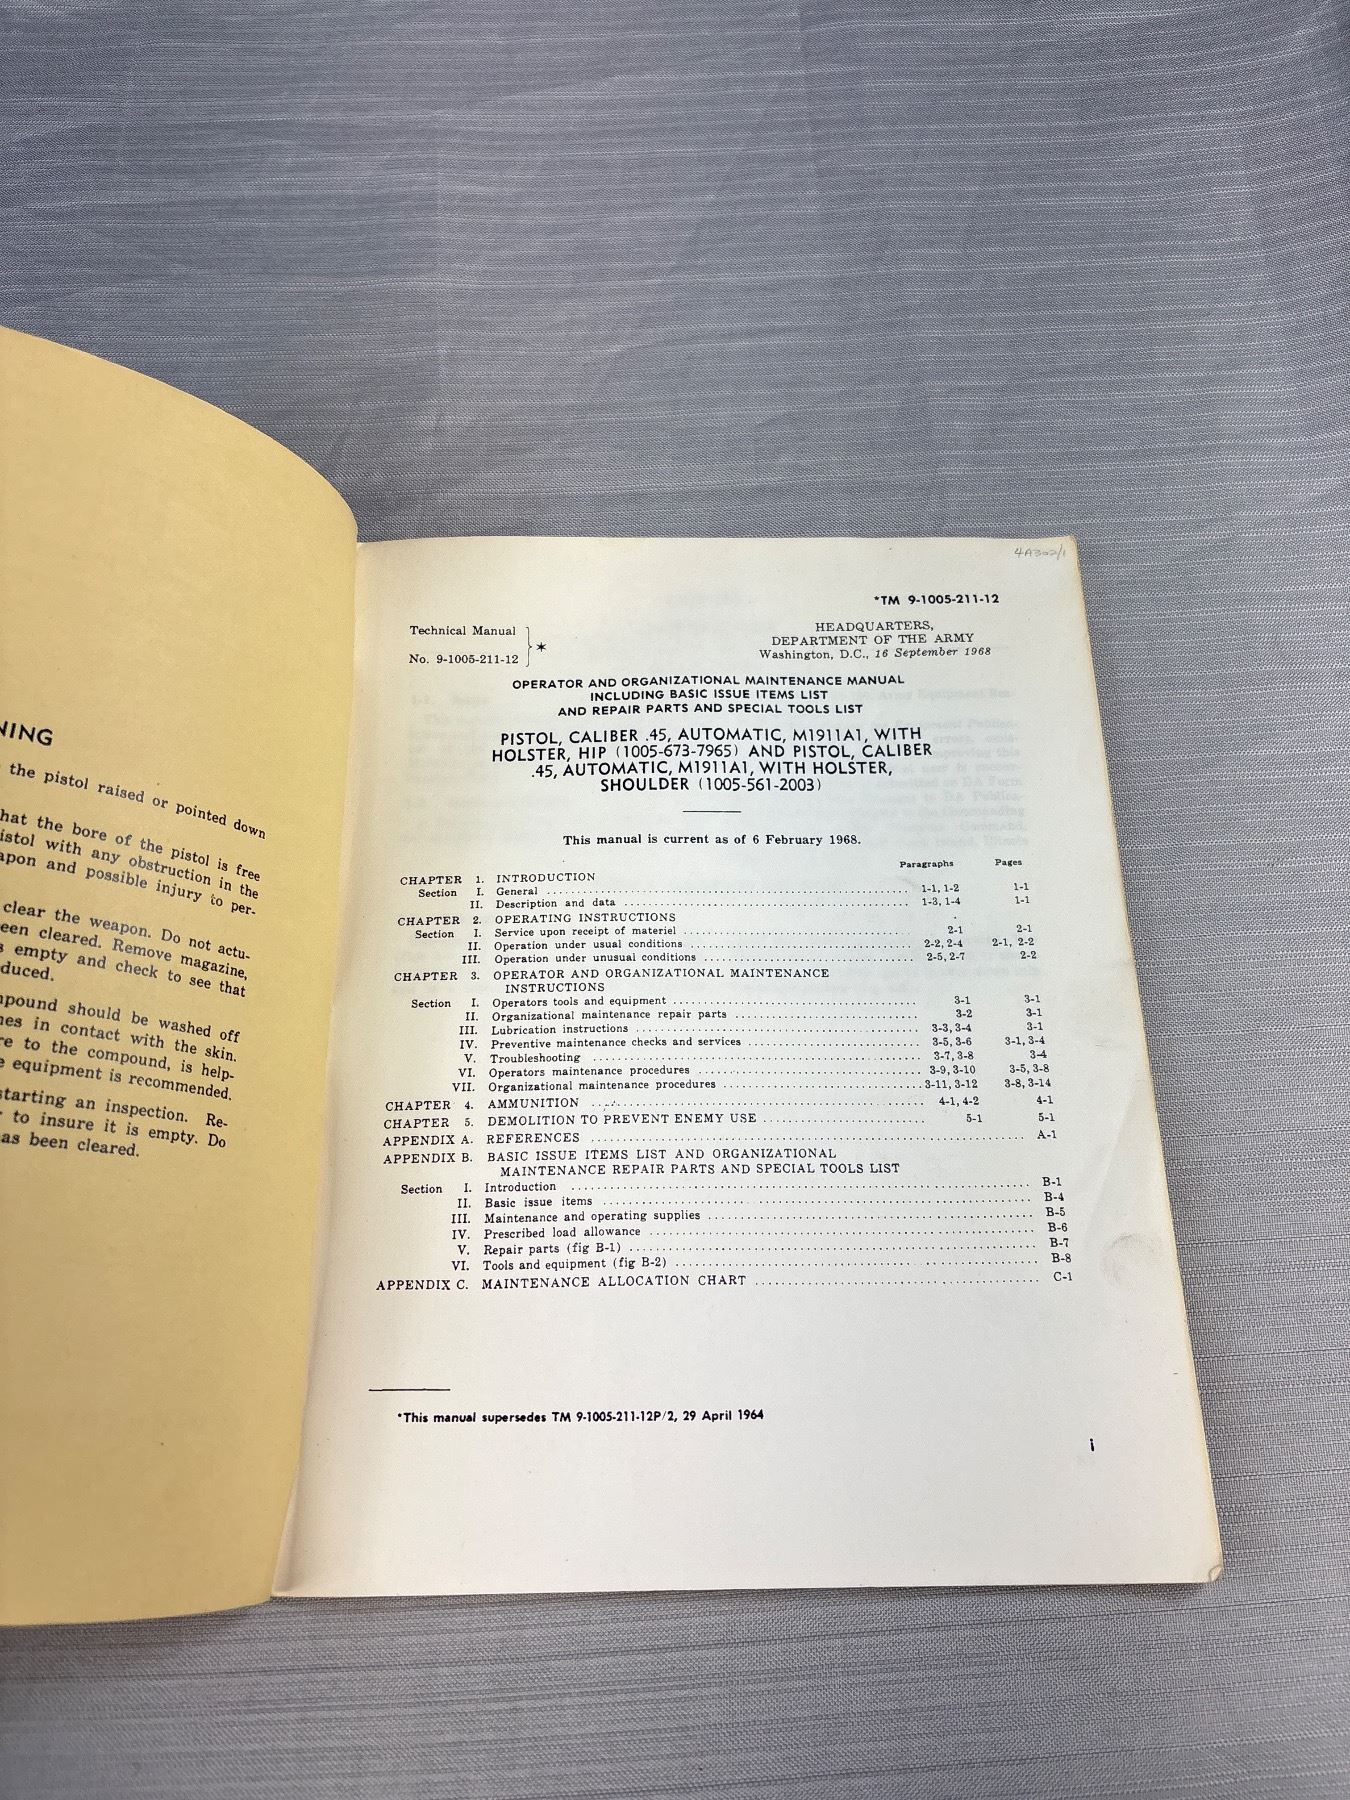 NING
the pistol raised or pointed down
hat the bore of the pistol is free
istol with any obstruction in the
apon and possible injury to per-
clear the weapon. Do not actu-
een cleared. Remove magazine,
s empty and check to see that
duced.
mpound should be washed off
nes in contact with the skin.
re to the compound, is help-
e equipment is recommended.
starting an inspection. Re-
r to insure it is empty. Do
as been cleared.
4A302/1
*TM 9-1005-211-12
Technical Manual
No. 9-1005-211-12 } *
HEADQUARTERS,
DEPARTMENT OF THE ARMY
Washington, D.C., 16 September 1968
OPERATOR AND ORGANIZATIONAL MAINTENANCE MANUAL
INCLUDING BASIC ISSUE ITEMS LIST
AND REPAIR PARTS AND SPECIAL TOOLS LIST
PISTOL, CALIBER .45, AUTOMATIC, M1911A1, WITH
HOLSTER, HIP (1005-673-7965) AND PISTOL, CALIBER
.45, AUTOMATIC, M1911A1, WITH HOLSTER,
SHOULDER (1005-561-2003)
This manual is current as of 6 February 1968.
Paragraphs Pages
CHAPTER 1. INTRODUCTION
Section I. General ........ 1-1, 1-2 1-1
II. Description and data ........ 1-3, 1-4 1-1
CHAPTER 2. OPERATING INSTRUCTIONS
Section I. Service upon receipt of materiel ........ 2-1 2-1
II. Operation under usual conditions ........ 2-2, 2-4 2-1, 2-2
III. Operation under unusual conditions ........ 2-5, 2-7 2-2
CHAPTER 3. OPERATOR AND ORGANIZATIONAL MAINTENANCE
INSTRUCTIONS
Section I. Operators tools and equipment ........ 3-1 3-1
II. Organizational maintenance repair parts ........ 3-2 3-1
III. Lubrication instructions ........ 3-3, 3-4 3-1
IV. Preventive maintenance checks and services ........ 3-5, 3-6 3-1, 3-4
V. Troubleshooting ........ 3-7, 3-8 3-4
VI. Operators maintenance procedures ........ 3-9, 3-10 3-5, 3-8
VII. Organizational maintenance procedures ........ 3-11, 3-12 3-8, 3-14
CHAPTER 4. AMMUNITION ........ 4-1, 4-2 4-1
CHAPTER 5. DEMOLITION TO PREVENT ENEMY USE ........ 5-1 5-1
APPENDIX A. REFERENCES ........ A-1
APPENDIX B. BASIC ISSUE ITEMS LIST AND ORGANIZATIONAL
MAINTENANCE REPAIR PARTS AND SPECIAL TOOLS LIST
Section I. Introduction ........ B-1
II. Basic issue items ........ B-4
III. Maintenance and operating supplies ........ B-5
IV. Prescribed load allowance ........ B-6
V. Repair parts (fig B-1) ........ B-7
VI. Tools and equipment (fig B-2) ........ B-8
APPENDIX C. MAINTENANCE ALLOCATION CHART ........ C-1
*This manual supersedes TM 9-1005-211-12P/2, 29 April 1964
i